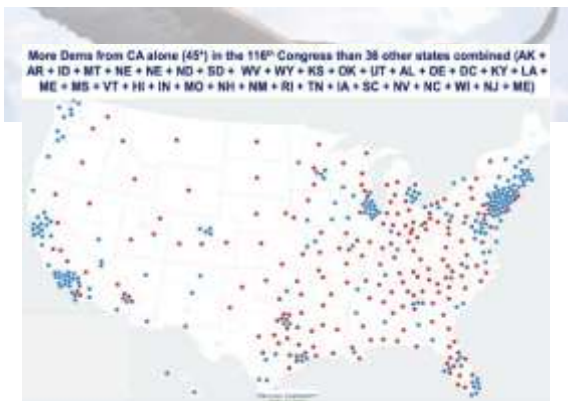 More Dems from CA alone (45*) in the 116th Congress than 36 other states combined (AK +
AR + ID + MT + NE + NE + ND + SD + WV + WY + KS + OK + UT + AL + DE + DC + KY + LA +
ME + MS + VT + HI + IN + MO + NH + NM + RI + TN + IA + SC + NV + NC + WI + NJ + ME)